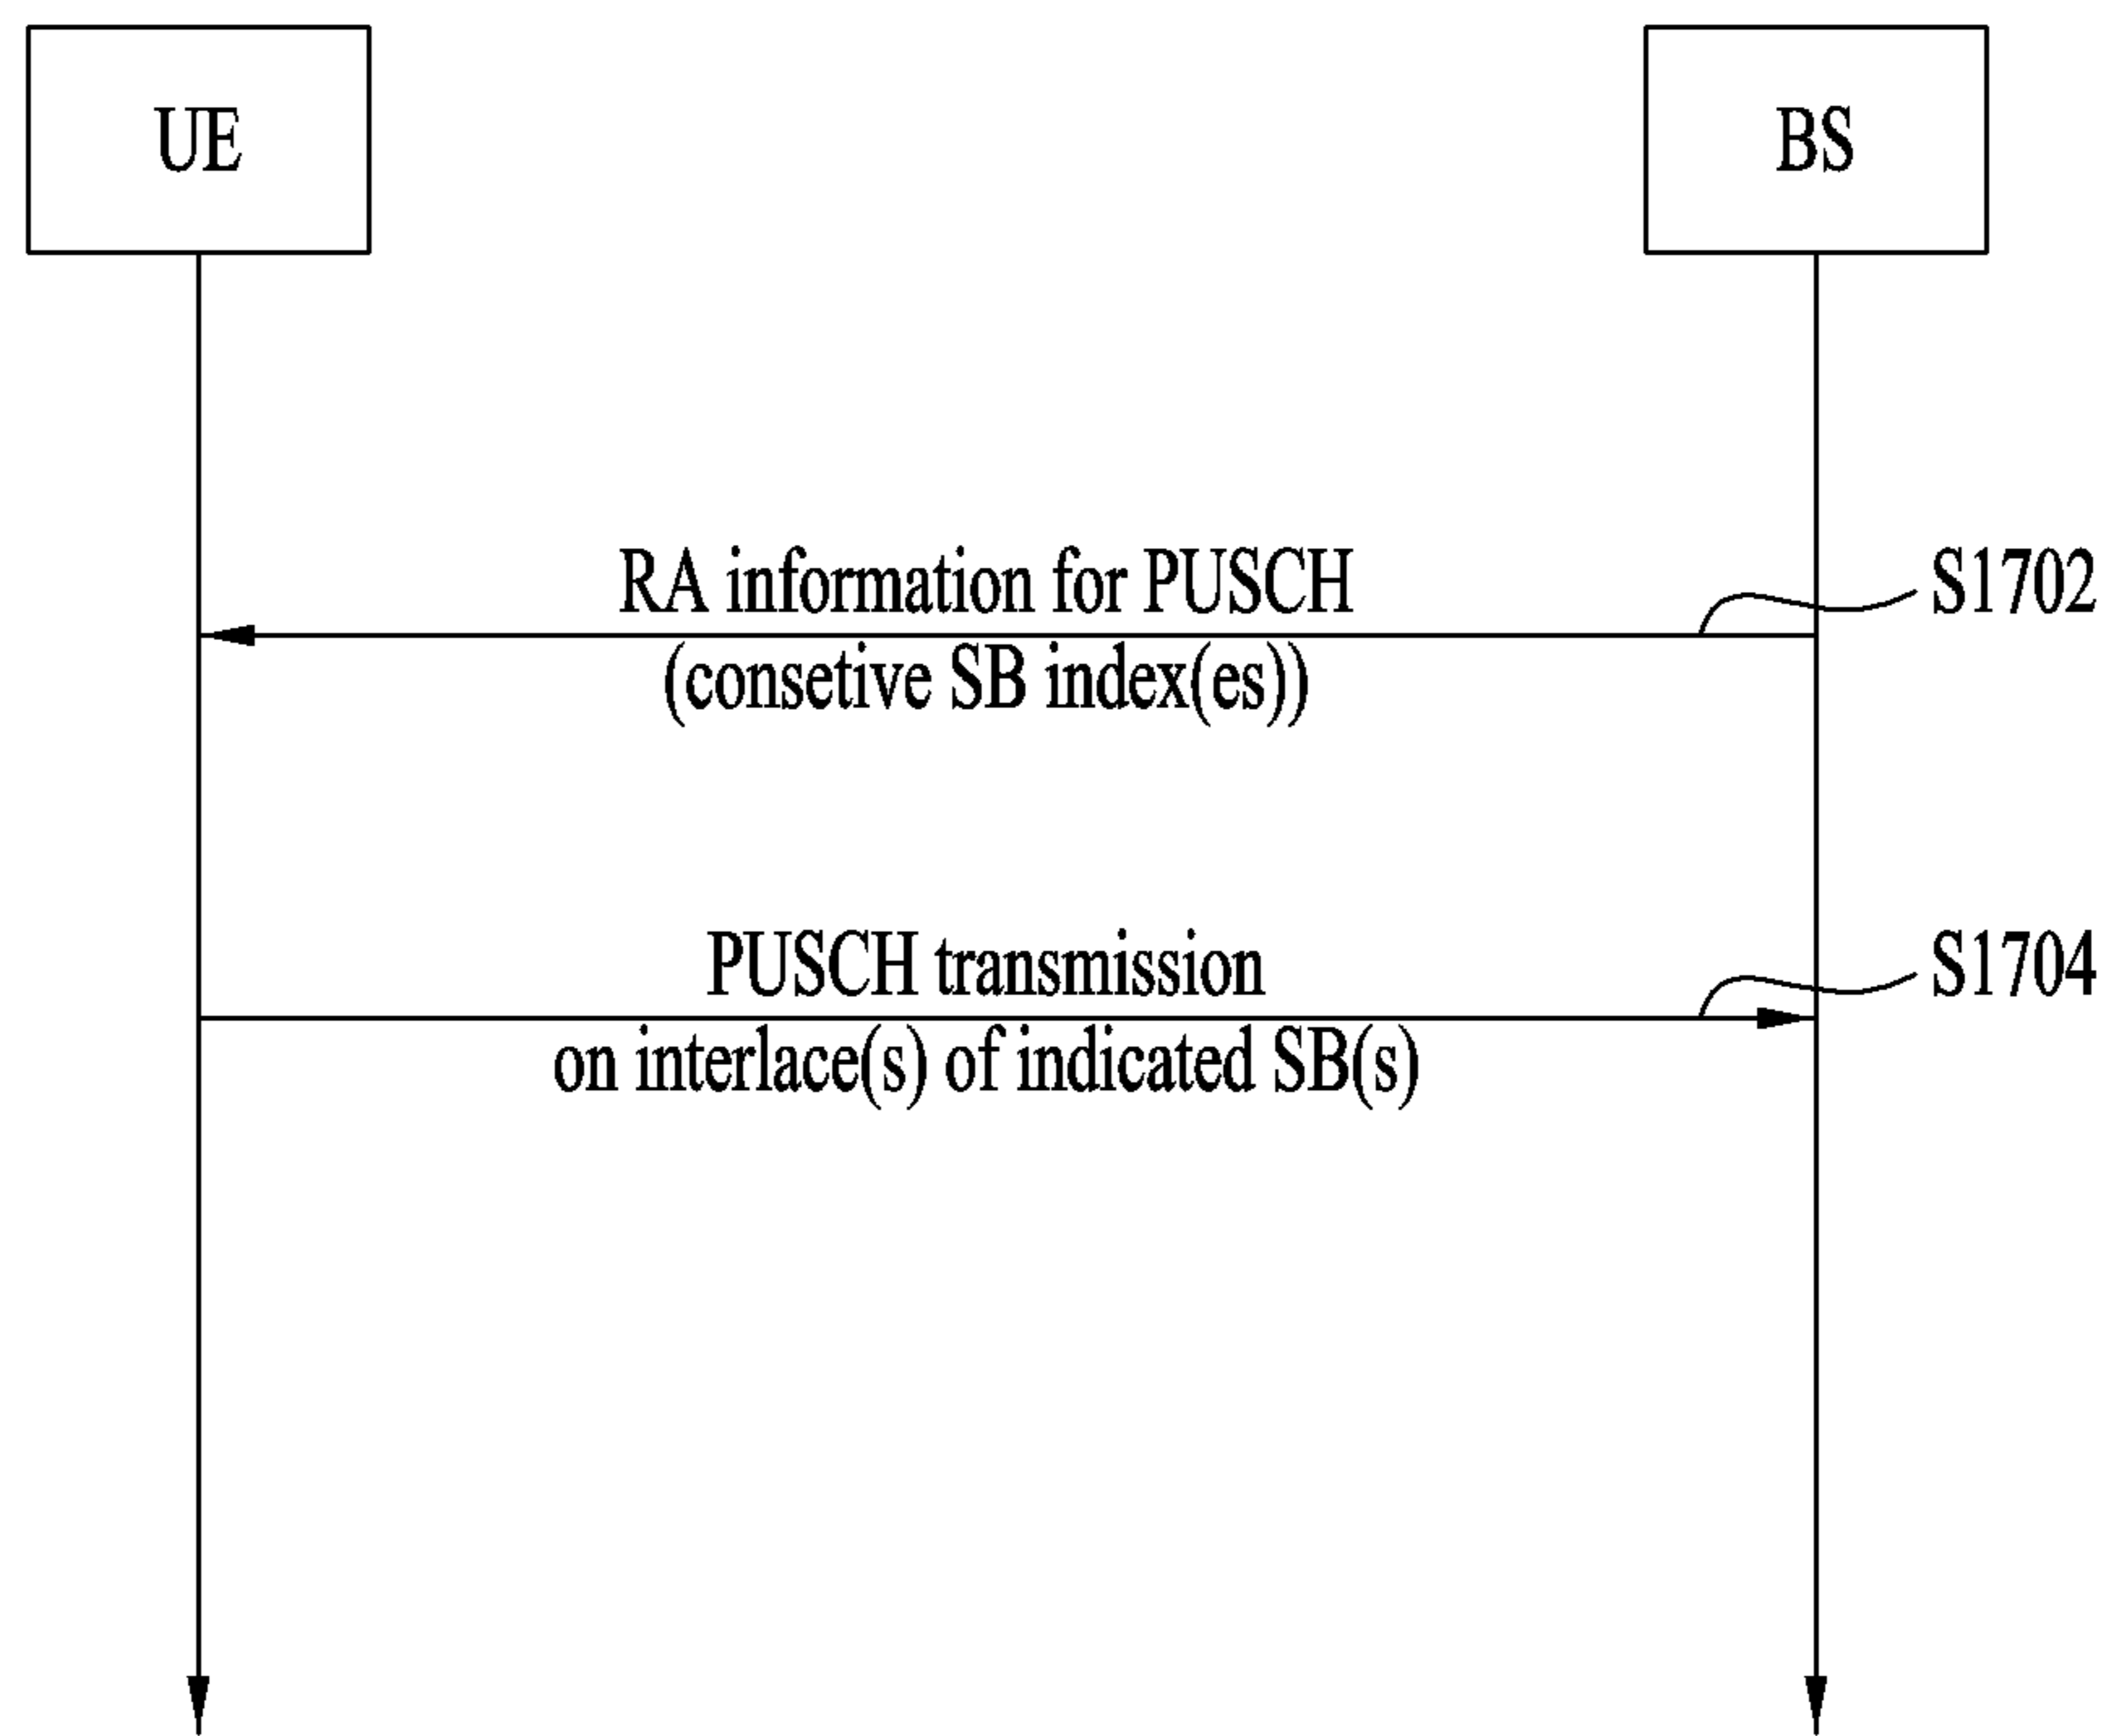 UE
BS
RA information for PUSCH
S1702
(consetive SB index(es))
PUSCH transmission
S1704
on interlace(s) of indicated SB(s)